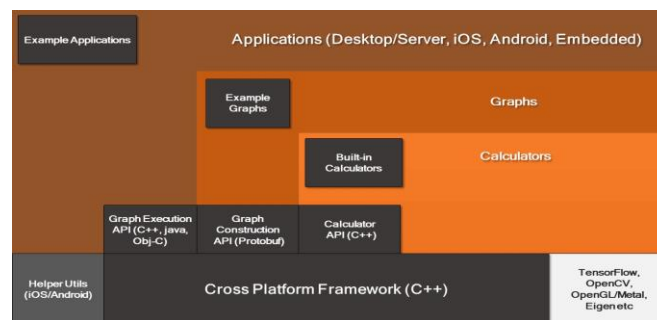 Example Applications
Applications (Desktop/Server, iOS, Android, Embedded)
Example
Graphs
Graphs
Built-in
Calculators
Calculators
Graph Execution
API (C++, java,
Obj-C)
Graph
Construction
API (Protobuf)
Calculator
API (C++)
Helper Utils
(iOS/Android)
Cross Platform Framework (C++)
TensorFlow,
OpenCV,
OpenGL/Metal,
Eigen etc